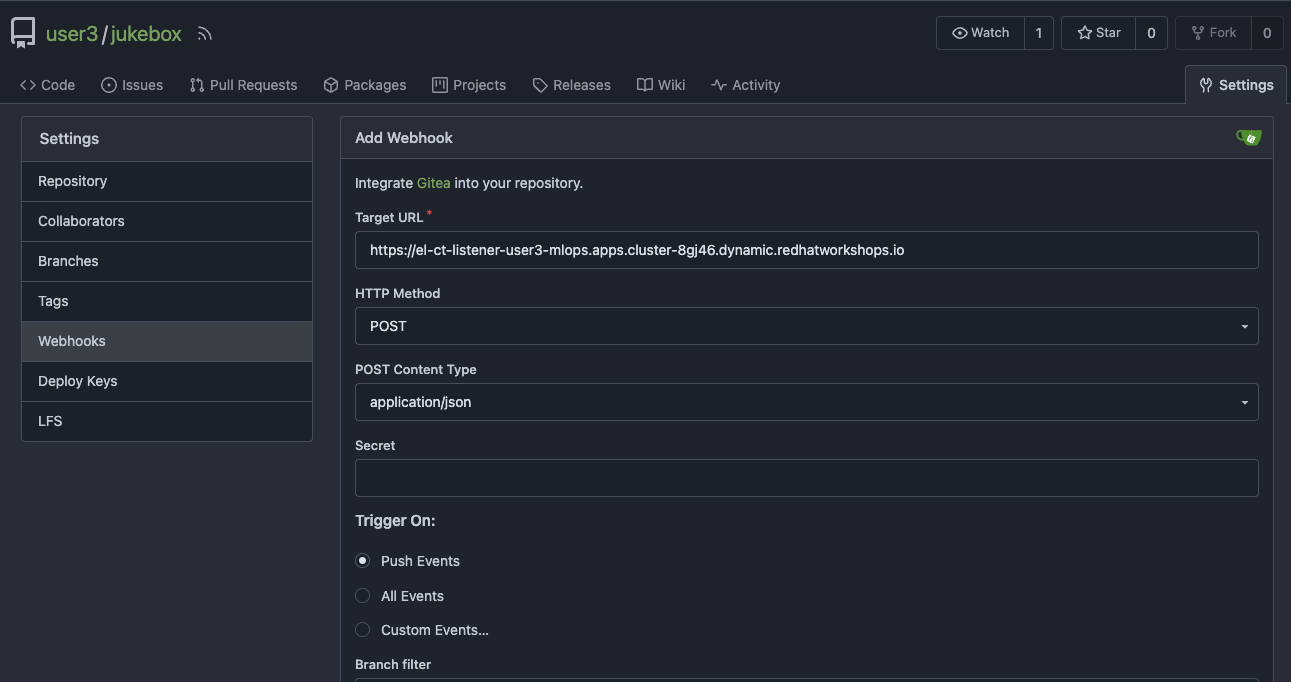 user3/jukebox
Watch 1 Star 0 Fork 0
Code Issues Pull Requests Packages Projects Releases Wiki Activity Settings
Settings
Repository
Collaborators
Branches
Tags
Webhooks
Deploy Keys
LFS
Add Webhook
Integrate Gitea into your repository.
Target URL *
https://el-ct-listener-user3-mlops.apps.cluster-8gj46.dynamic.redhatworkshops.io
HTTP Method
POST
POST Content Type
application/json
Secret
Trigger On:
Push Events
All Events
Custom Events...
Branch filter